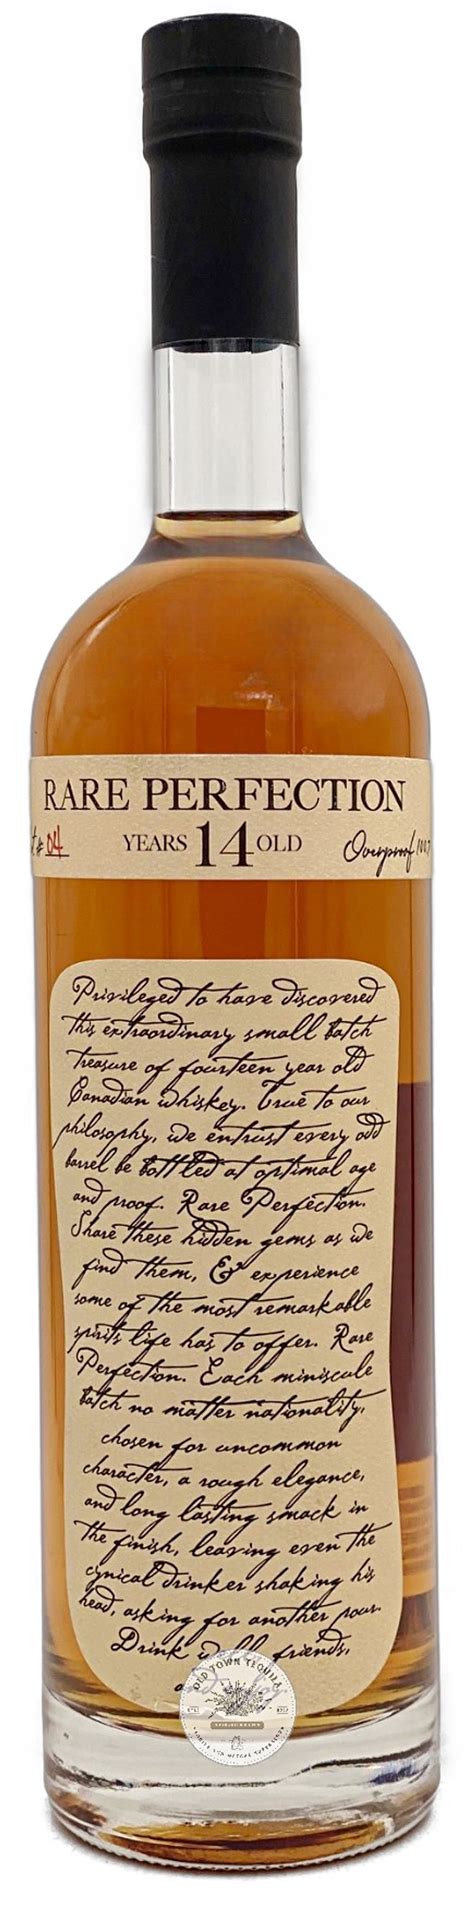 RARE PERFECTION
# 04 YEARS 14 OLD Overproof
Privileged to have discovered
this extraordinary small batch
treasure of fourteen year old
Canadian whiskey. True to our
philosophy, we entrust every odd
barrel be bottled at optimal age
and proof. Rare Perfection.
Share these hidden gems as we
find them, & experience
some of the most remarkable
spirits life has to offer. Rare
Perfection. Each miniscule
batch no matter nationality,
chosen for uncommon
character, a rough elegance,
and long lasting smack in
the finish, leaving even the
cynical drinker shaking his
head, asking for another pour.
Drink well friends,
OLD TOWN TEQUILA